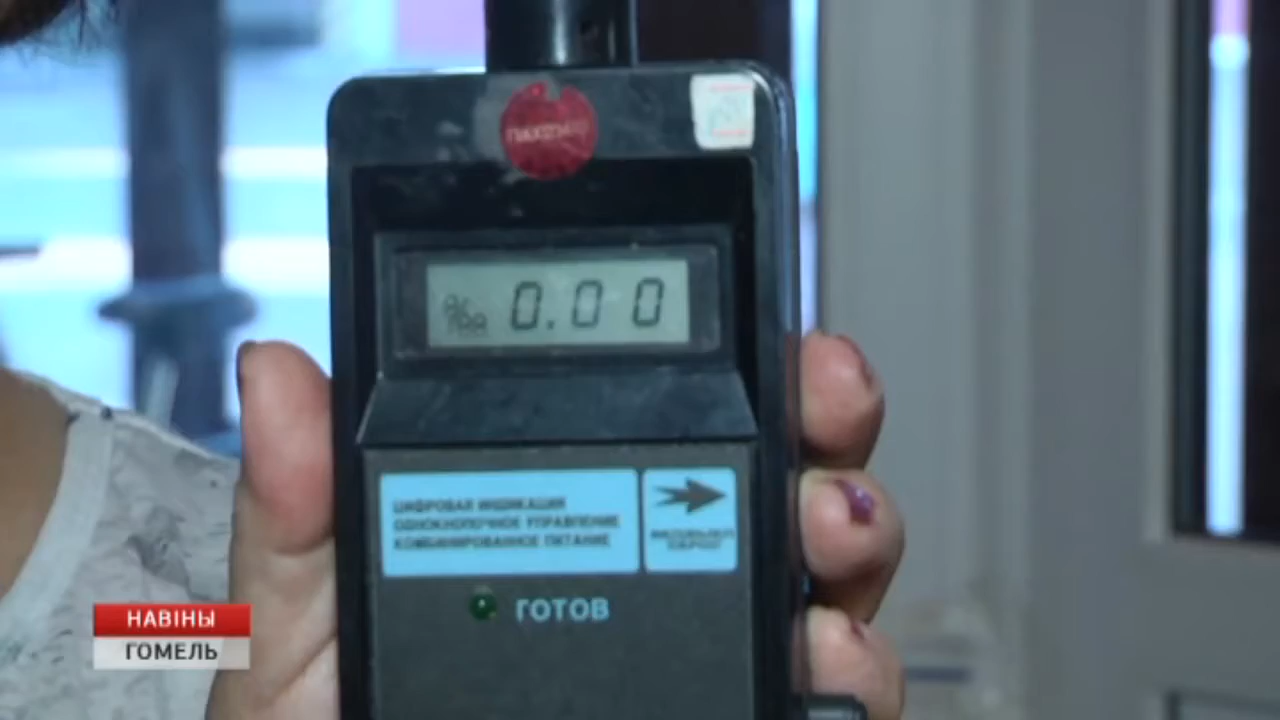 0.00
ЦИФРОВАЯ ИНДИКАЦИЯ
ОДНОКНОПОЧНОЕ УПРАВЛЕНИЕ
КОМБИНИРОВАННОЕ ПИТАНИЕ
ГОТОВ
НАВІНЫ
ГОМЕЛЬ